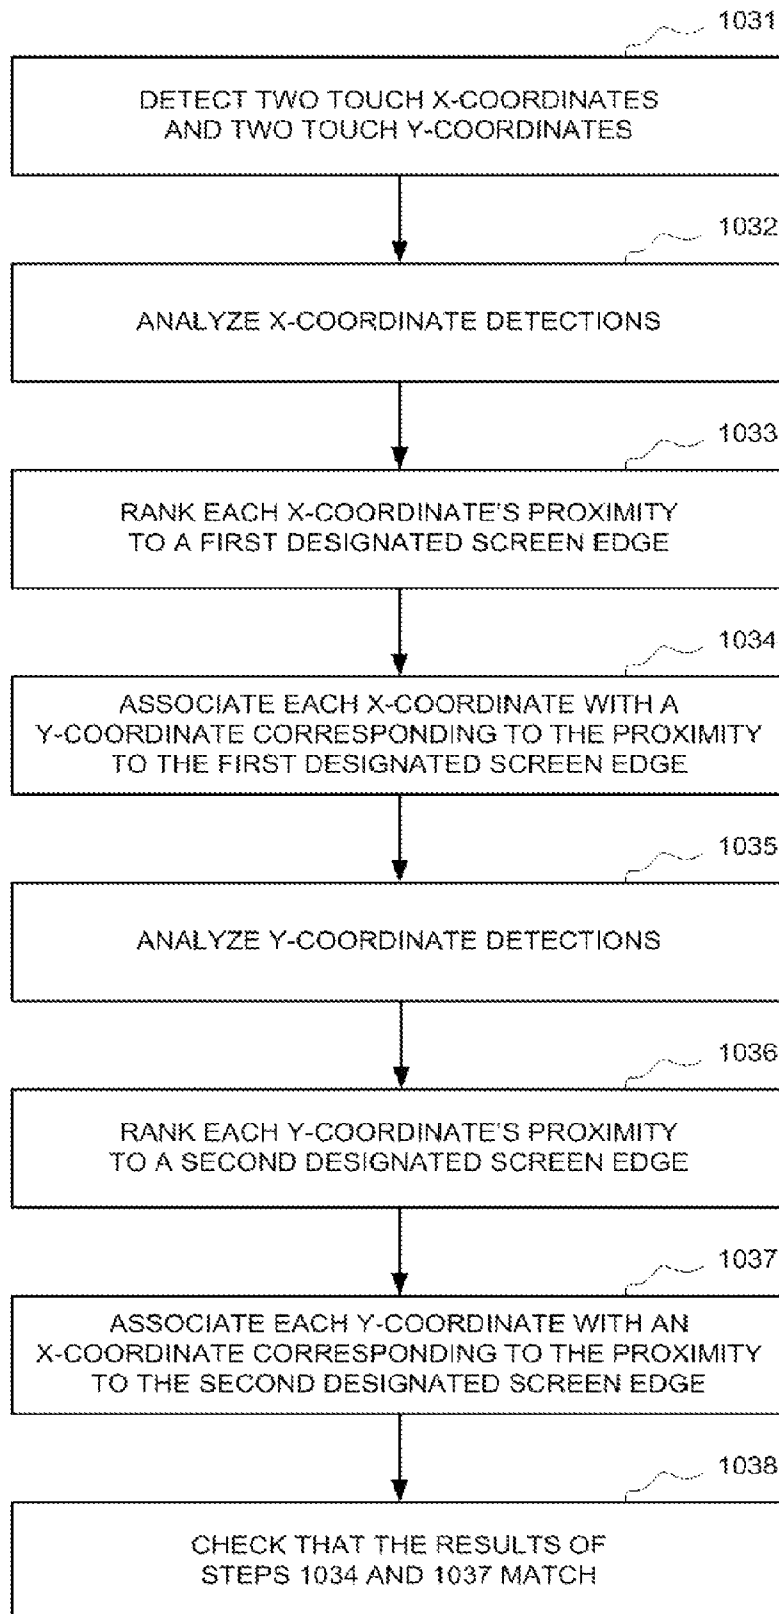 1031
DETECT TWO TOUCH X-COORDINATES
AND TWO TOUCH Y-COORDINATES
1032
ANALYZE X-COORDINATE DETECTIONS
1033
RANK EACH X-COORDINATE'S PROXIMITY
TO A FIRST DESIGNATED SCREEN EDGE
1034
ASSOCIATE EACH X-COORDINATE WITH A
Y-COORDINATE CORRESPONDING TO THE PROXIMITY
TO THE FIRST DESIGNATED SCREEN EDGE
1035
ANALYZE Y-COORDINATE DETECTIONS
1036
RANK EACH Y-COORDINATE'S PROXIMITY
TO A SECOND DESIGNATED SCREEN EDGE
1037
ASSOCIATE EACH Y-COORDINATE WITH AN
X-COORDINATE CORRESPONDING TO THE PROXIMITY
TO THE SECOND DESIGNATED SCREEN EDGE
1038
CHECK THAT THE RESULTS OF
STEPS 1034 AND 1037 MATCH